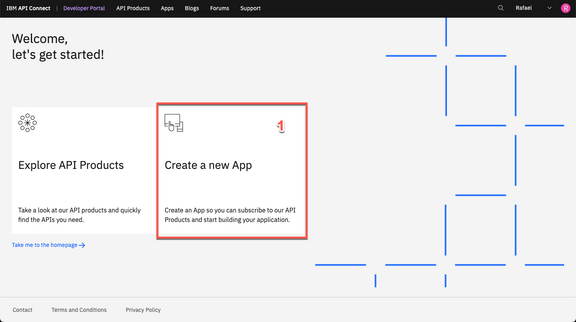 IBM API Connect | Developer Portal API Products Apps Blogs Forums Support Rafael R
Welcome,
let's get started!
1
Explore API Products
Create a new App
Take a look at our API products and quickly
find the APIs you need.
Create an App so you can subscribe to our API
Products and start building your application.
Take me to the homepage
Contact Terms and Conditions Privacy Policy